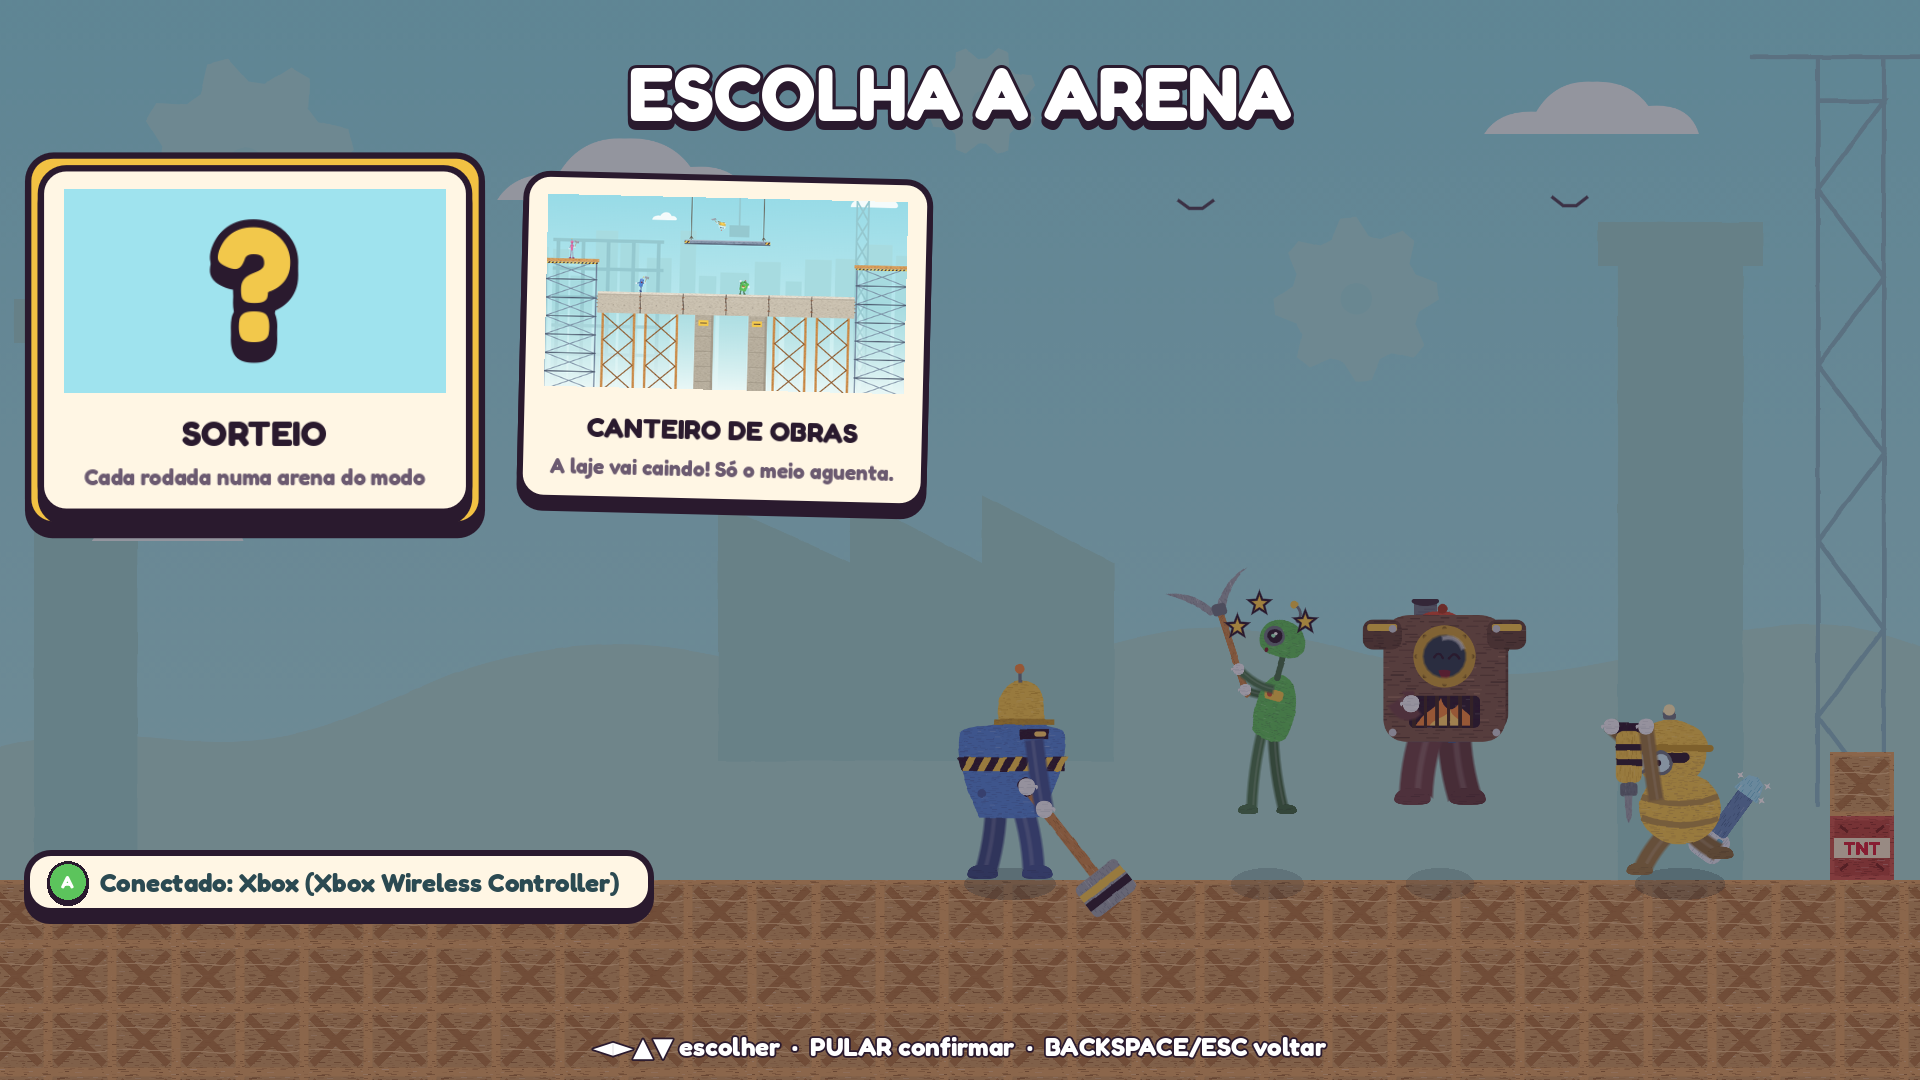 ESCOLHA A ARENA
SORTEIO
Cada rodada numa arena do modo
CANTEIRO DE OBRAS
A laje vai caindo! Só o meio aguenta.
TNT
A Conectado: Xbox (Xbox Wireless Controller)
◀▶▲▼ escolher · PULAR confirmar · BACKSPACE/ESC voltar